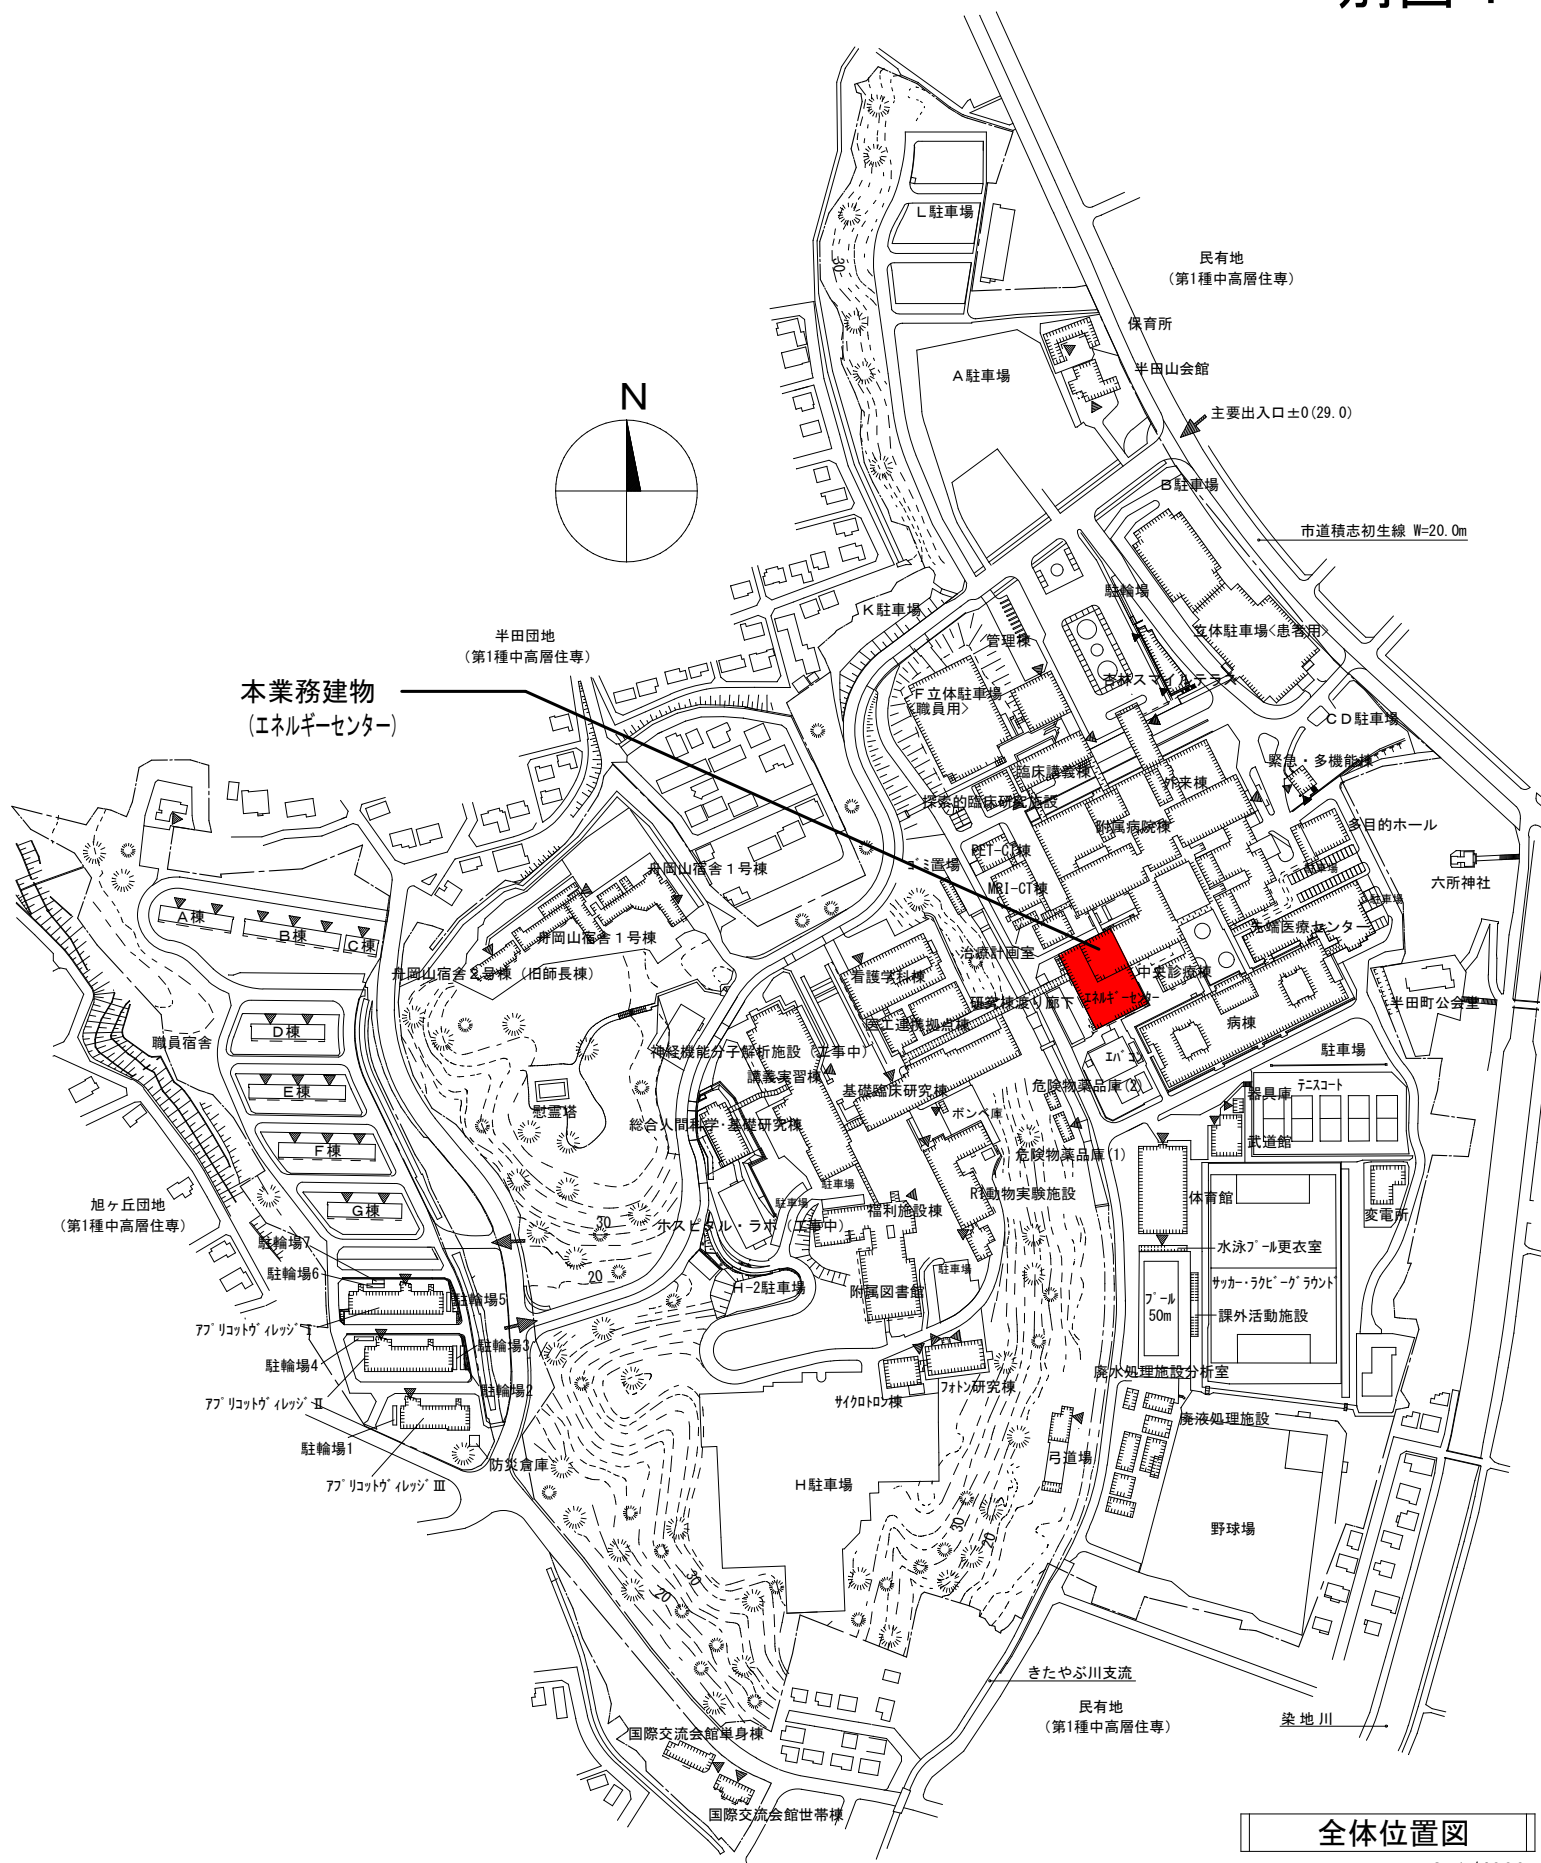 L駐車場
民有地
(第1種中高層住専)
30
保育所
A駐車場
半田山会館
N
主要出入口±0(29.0)
B駐車場
市道積志初生線 W=20.0m
駐輪場
K駐車場
半田団地
(第1種中高層住専)
管理棟
立体駐車場<患者用>
本業務建物
(エネルギーセンター)
F立体駐車場
<職員用>
杏林スマイルテラス
CD駐車場
緊急・多機能棟
臨床講義棟
外来棟
探索的臨床研究施設
附属病院棟
多目的ホール
PET-CT棟
ゴミ置場
舟岡山宿舎1号棟
MRI-CT棟
駐車場
六所神社
駐車場
A棟
B棟
C棟
舟岡山宿舎1号棟
先端医療センター
治療計画室
舟岡山宿舎2号棟(旧師長棟)
看護学科棟
中央診療棟
研究棟渡り廊下
エネルギーセンター
半田町公会堂
D棟
職員宿舎
医工連携拠点棟
病棟
神経機能分子解析施設(工事中)
エバコン
駐車場
講義実習棟
E棟
基礎臨床研究棟
危険物薬品庫(2)
器具庫
テニスコート
慰霊塔
総合人間科学・基礎研究棟
ボンベ庫
武道館
F棟
危険物薬品庫(1)
駐車場
RI動物実験施設
体育館
旭ヶ丘団地
(第1種中高層住専)
G棟
駐車場
福利施設棟
変電所
30
ホスピタル・ラボ(工事中)
駐輪場7
水泳プール更衣室
駐輪場6
20
H-2駐車場
駐車場
サッカー・ラグビーグラウンド
駐輪場5
附属図書館
プール
50m
課外活動施設
アプリコットヴィレッジⅠ
駐輪場3
駐輪場4
廃水処理施設分析室
駐輪場2
フォトン研究棟
アプリコットヴィレッジⅡ
サイクロトロン棟
廃液処理施設
駐輪場1
弓道場
防災倉庫
H駐車場
アプリコットヴィレッジⅢ
30
20
野球場
30
20
きたやぶ川支流
民有地
(第1種中高層住専)
染地川
国際交流会館単身棟
国際交流会館世帯棟
全体位置図